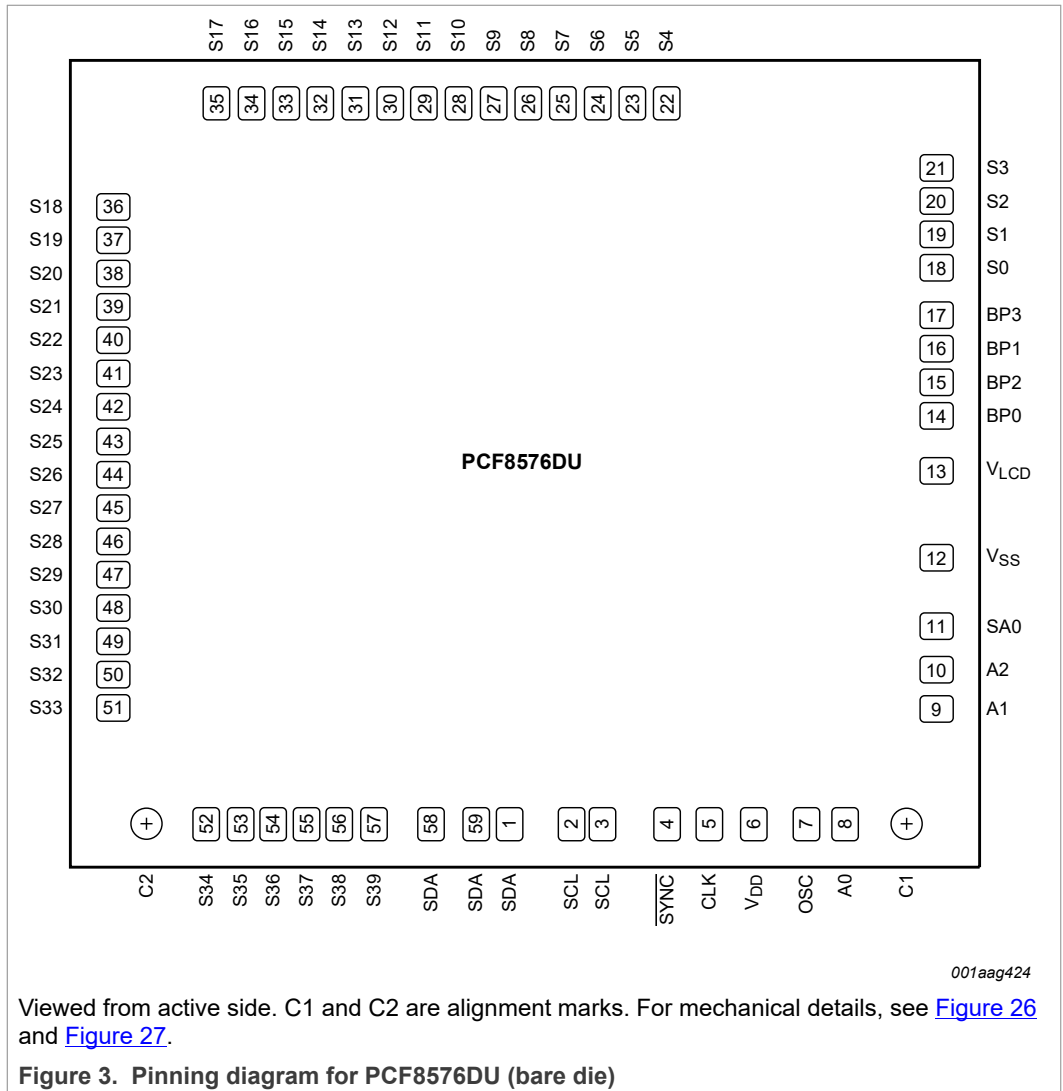 S17 S16 S15 S14 S13 S12 S11 S10 S9 S8 S7 S6 S5 S4
35 34 33 32 31 30 29 28 27 26 25 24 23 22
21 S3
S18 36
20 S2
S19 37
19 S1
S20 38
18 S0
S21 39
17 BP3
S22 40
16 BP1
S23 41
15 BP2
S24 42
14 BP0
S25 43
PCF8576DU
S26 44
13 VLCD
S27 45
S28 46
12 VSS
S29 47
S30 48
11 SA0
S31 49
S32 50
10 A2
S33 51
9 A1
52 53 54 55 56 57 58 59 1 2 3 4 5 6 7 8
C2 S34 S35 S36 S37 S38 S39 SDA SDA SDA SCL SCL SYNC CLK VDD OSC A0 C1
001aag424
Viewed from active side. C1 and C2 are alignment marks. For mechanical details, see Figure 26
and Figure 27.
Figure 3. Pinning diagram for PCF8576DU (bare die)